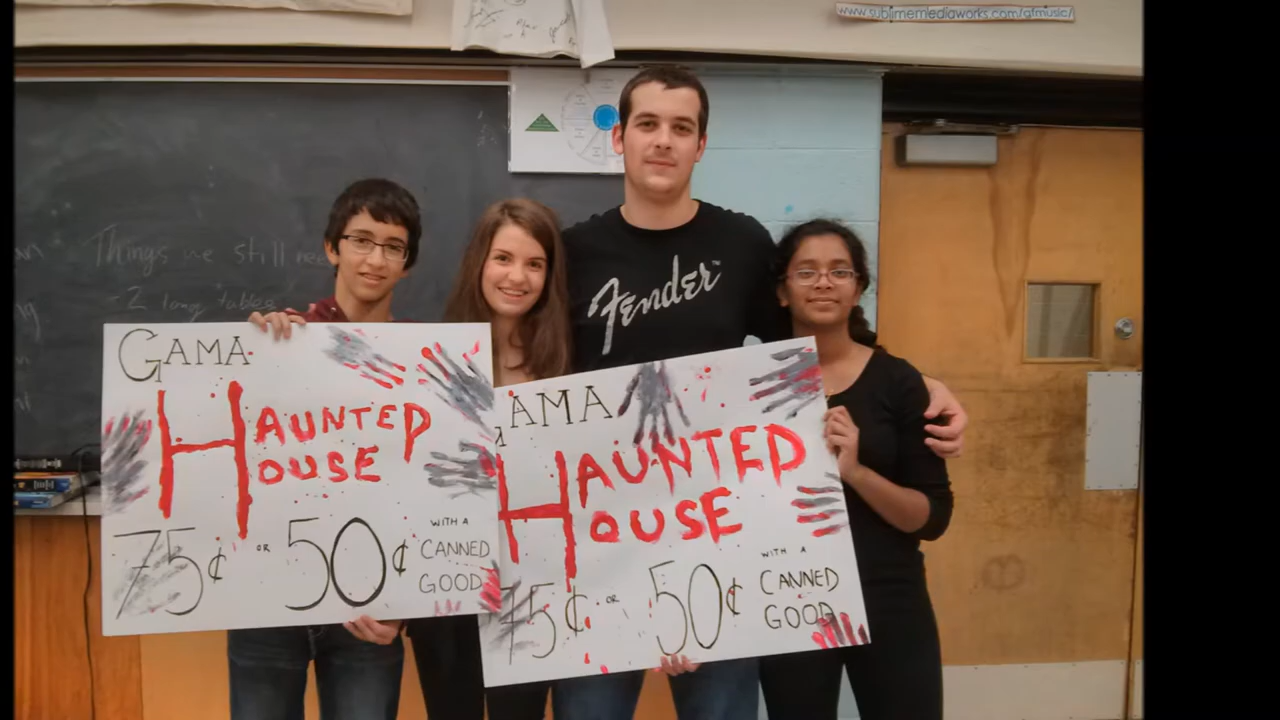 www.sublimemediaworks.com/gfmusic/
Things we still
- 2 long tables
Fender
GAMA
HAUNTED
HOUSE
75¢ OR 50¢ WITH A
CANNED
GOOD
GAMA
HAUNTED
HOUSE
75¢ OR 50¢ WITH A
CANNED
GOOD